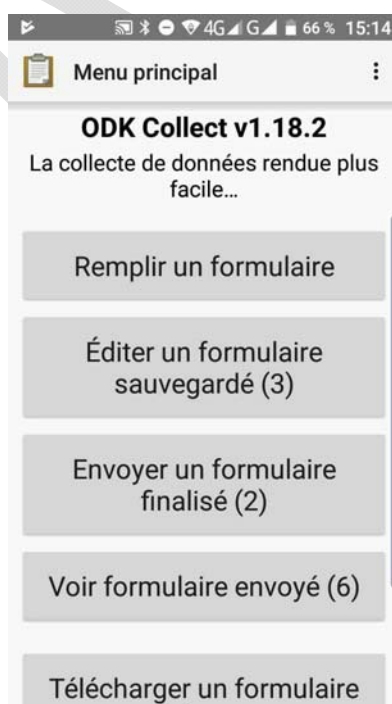 4G G 66 % 15:14
Menu principal
ODK Collect v1.18.2
La collecte de données rendue plus
facile...
Remplir un formulaire
Éditer un formulaire
sauvegardé (3)
Envoyer un formulaire
finalisé (2)
Voir formulaire envoyé (6)
Télécharger un formulaire